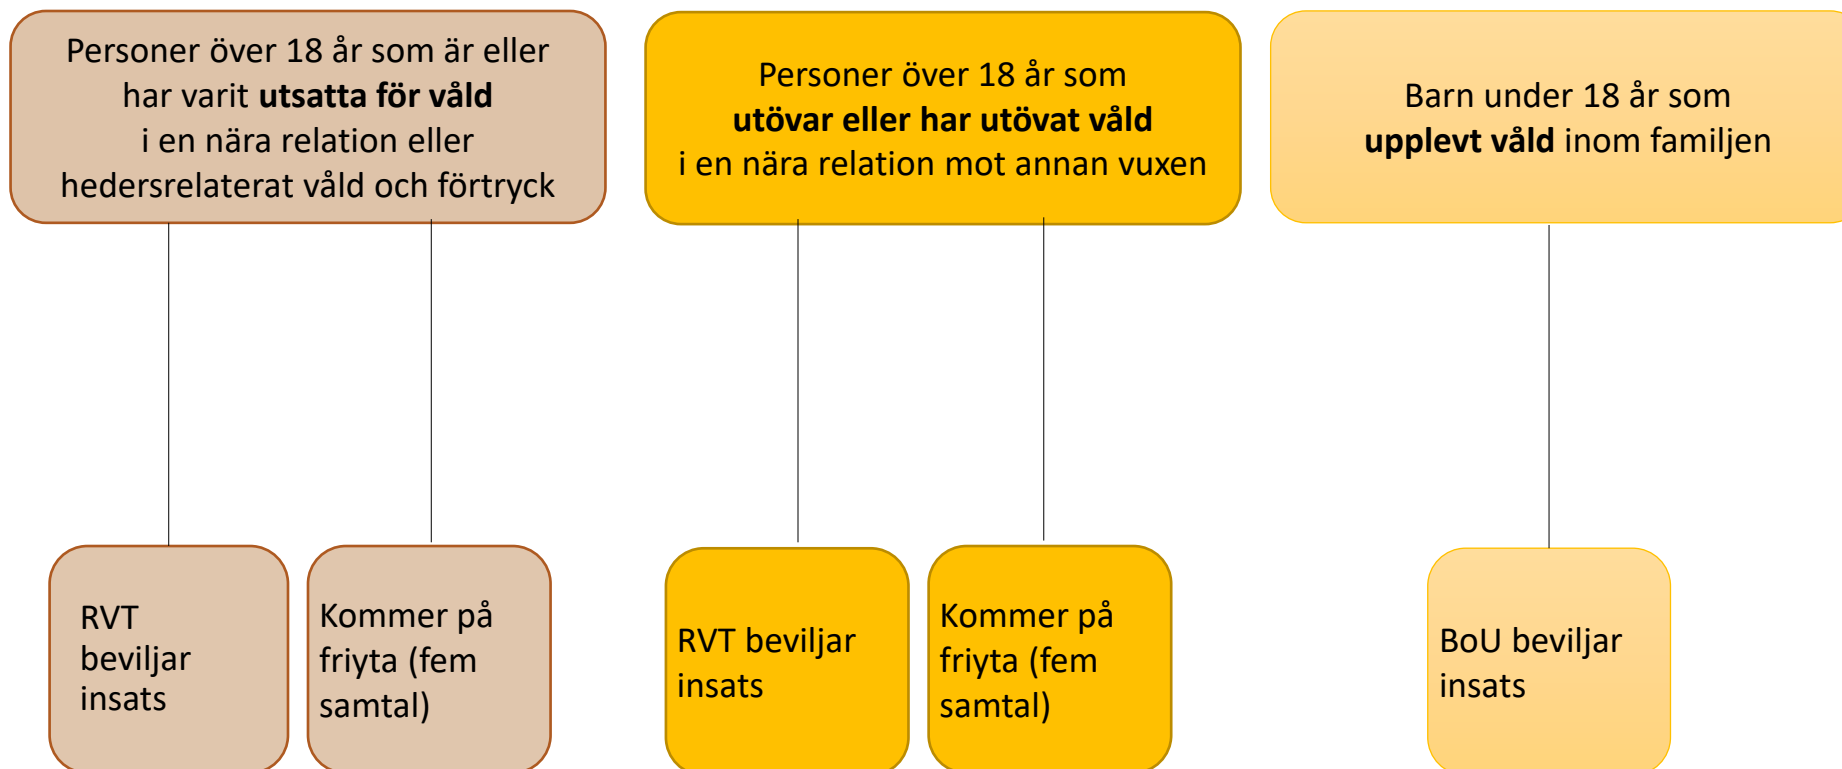 Personer över 18 år som är eller
har varit utsatta för våld
i en nära relation eller
hedersrelaterat våld och förtryck
Personer över 18 år som
utövar eller har utövat våld
i en nära relation mot annan vuxen
Barn under 18 år som
upplevt våld inom familjen
RVT
beviljar
insats
Kommer på
friyta (fem
samtal)
RVT beviljar
insats
Kommer på
friyta (fem
samtal)
BoU beviljar
insats